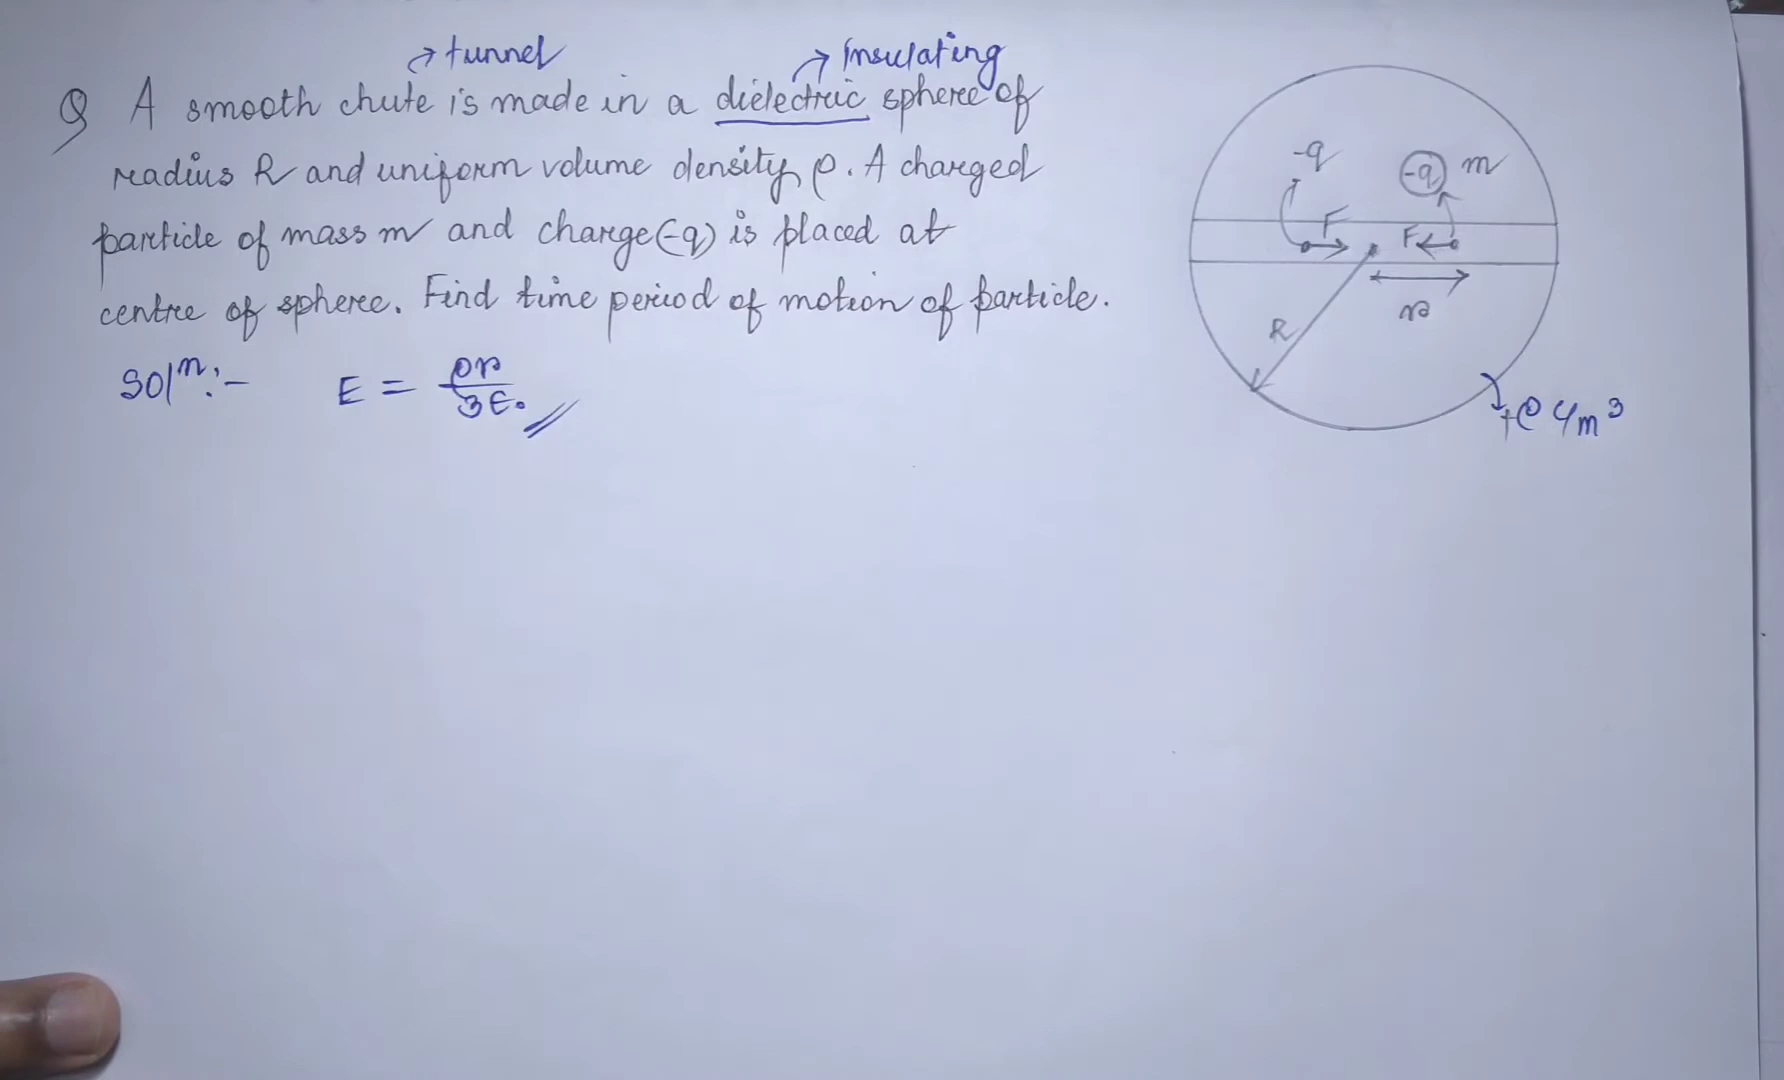 → tunnel → Insulating
Q A smooth chute is made in a dielectric sphere of
radius R and uniform volume density ρ. A charged
particle of mass m and charge (-q) is placed at
centre of sphere. Find time period of motion of particle.
Solⁿ:- E = ρr/3ε₀
-q (-q) m
F F
r
R
+ρ C/m³